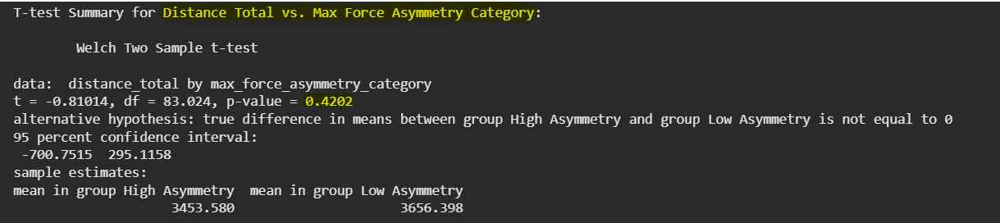 T-test Summary for Distance Total vs. Max Force Asymmetry Category:
Welch Two Sample t-test
data:  distance_total by max_force_asymmetry_category
t = -0.81014, df = 83.024, p-value = 0.4202
alternative hypothesis: true difference in means between group High Asymmetry and group Low Asymmetry is not equal to 0
95 percent confidence interval:
-700.7515  295.1158
sample estimates:
mean in group High Asymmetry  mean in group Low Asymmetry
3453.580                     3656.398